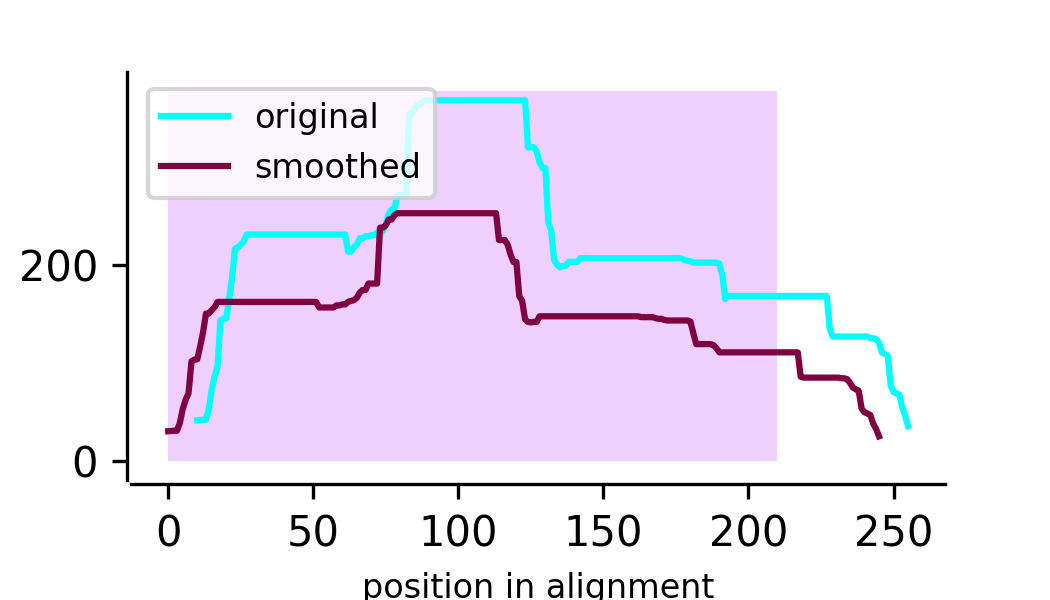 original
smoothed
200
0
0 50 100 150 200 250
position in alignment